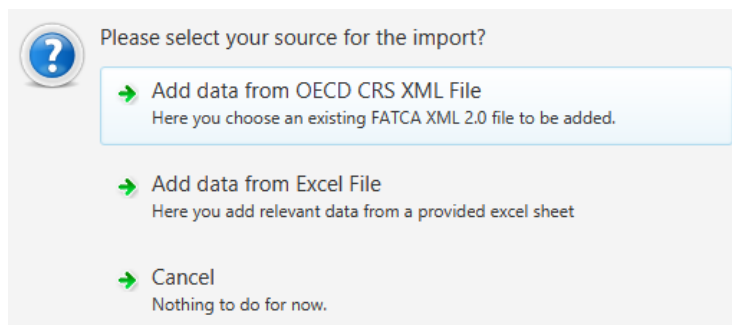 Please select your source for the import?
Add data from OECD CRS XML File
Here you choose an existing FATCA XML 2.0 file to be added.
Add data from Excel File
Here you add relevant data from a provided excel sheet
Cancel
Nothing to do for now.